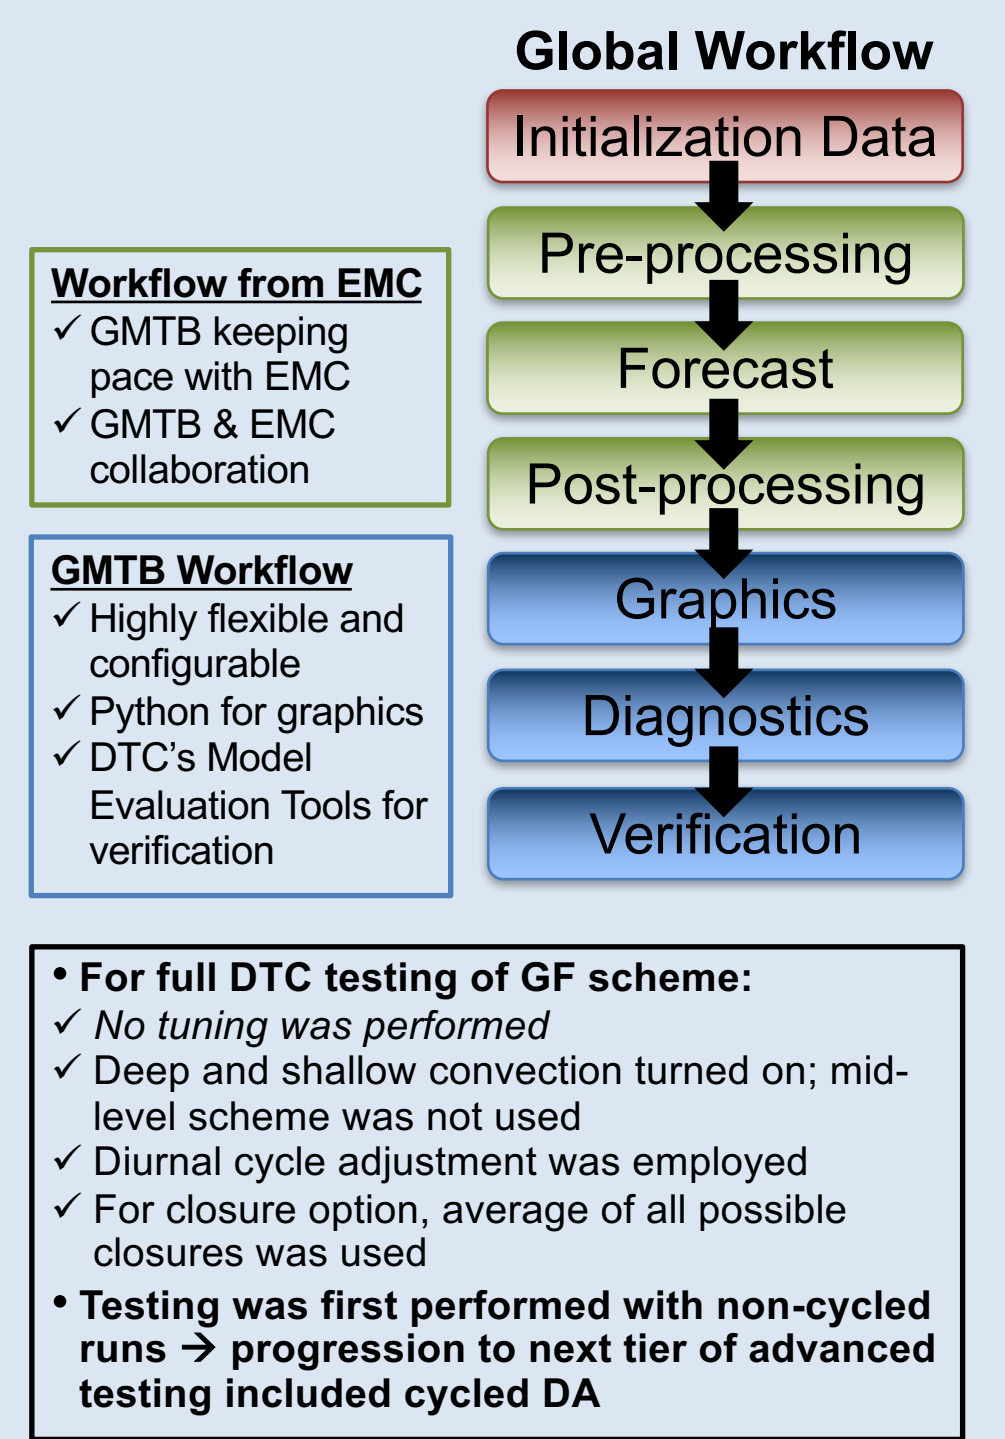 Global Workflow
Initialization Data
Pre-processing
Forecast
Post-processing
Graphics
Diagnostics
Verification
Workflow from EMC
✓ GMTB keeping
pace with EMC
✓ GMTB & EMC
collaboration
GMTB Workflow
✓ Highly flexible and
configurable
✓ Python for graphics
✓ DTC’s Model
Evaluation Tools for
verification
• For full DTC testing of GF scheme:
✓ No tuning was performed
✓ Deep and shallow convection turned on; mid-
level scheme was not used
✓ Diurnal cycle adjustment was employed
✓ For closure option, average of all possible
closures was used
• Testing was first performed with non-cycled
runs → progression to next tier of advanced
testing included cycled DA